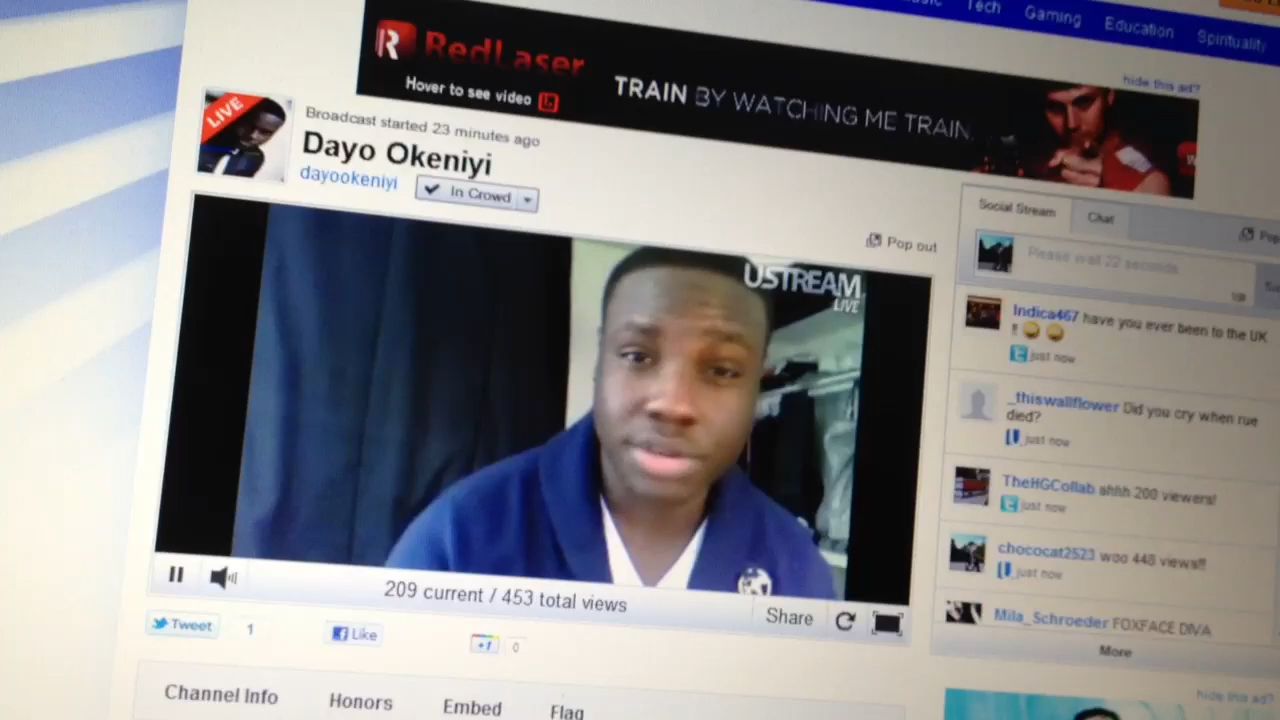 Tech Gaming Education Spirituality
R RedLaser
Hover to see video
TRAIN BY WATCHING ME TRAIN.
hide this ad?
LIVE
Broadcast started 23 minutes ago
Dayo Okeniyi
dayookeniyi
In Crowd
Pop out
USTREAM
LIVE
209 current / 453 total views
Share
Tweet 1
Like
+1 0
Channel Info Honors Embed Flag
Social Stream Chat
Please wait 22 seconds
Indica467 have you ever been to the UK
!! 
just now
_thiswallflower Did you cry when rue
died?
just now
TheHGCollab ahhh 200 viewers!
just now
chococat2523 woo 448 views!!
just now
Mila_Schroeder FOXFACE DIVA
More
hide this ad?